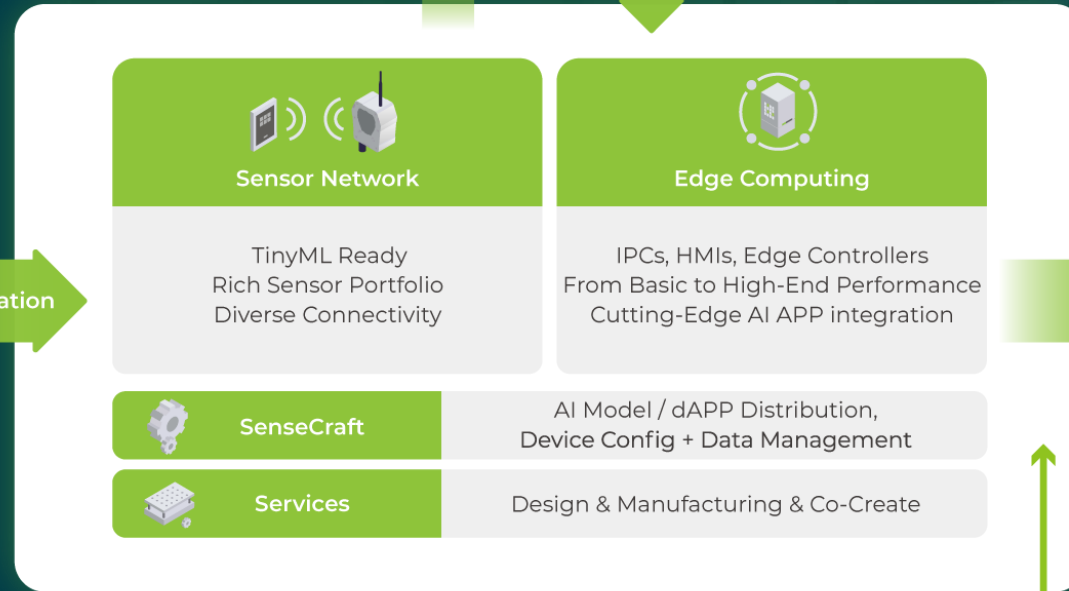 Sensor Network
Edge Computing
TinyML Ready
Rich Sensor Portfolio
Diverse Connectivity
IPCs, HMIs, Edge Controllers
From Basic to High-End Performance
Cutting-Edge AI APP integration
SenseCraft
AI Model / dAPP Distribution,
Device Config + Data Management
Services
Design & Manufacturing & Co-Create